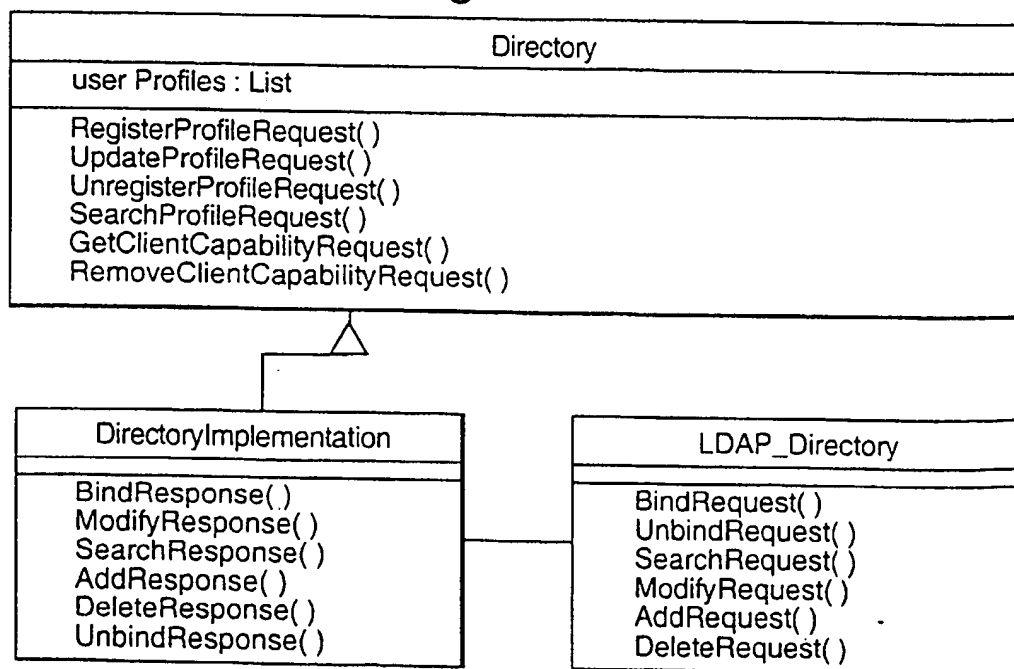 Directory
user Profiles : List
RegisterProfileRequest( )
UpdateProfileRequest( )
UnregisterProfileRequest( )
SearchProfileRequest( )
GetClientCapabilityRequest( )
RemoveClientCapabilityRequest( )
DirectoryImplementation
BindResponse( )
ModifyResponse( )
SearchResponse( )
AddResponse( )
DeleteResponse( )
UnbindResponse( )
LDAP_Directory
BindRequest( )
UnbindRequest( )
SearchRequest( )
ModifyRequest( )
AddRequest( )
DeleteRequest( )